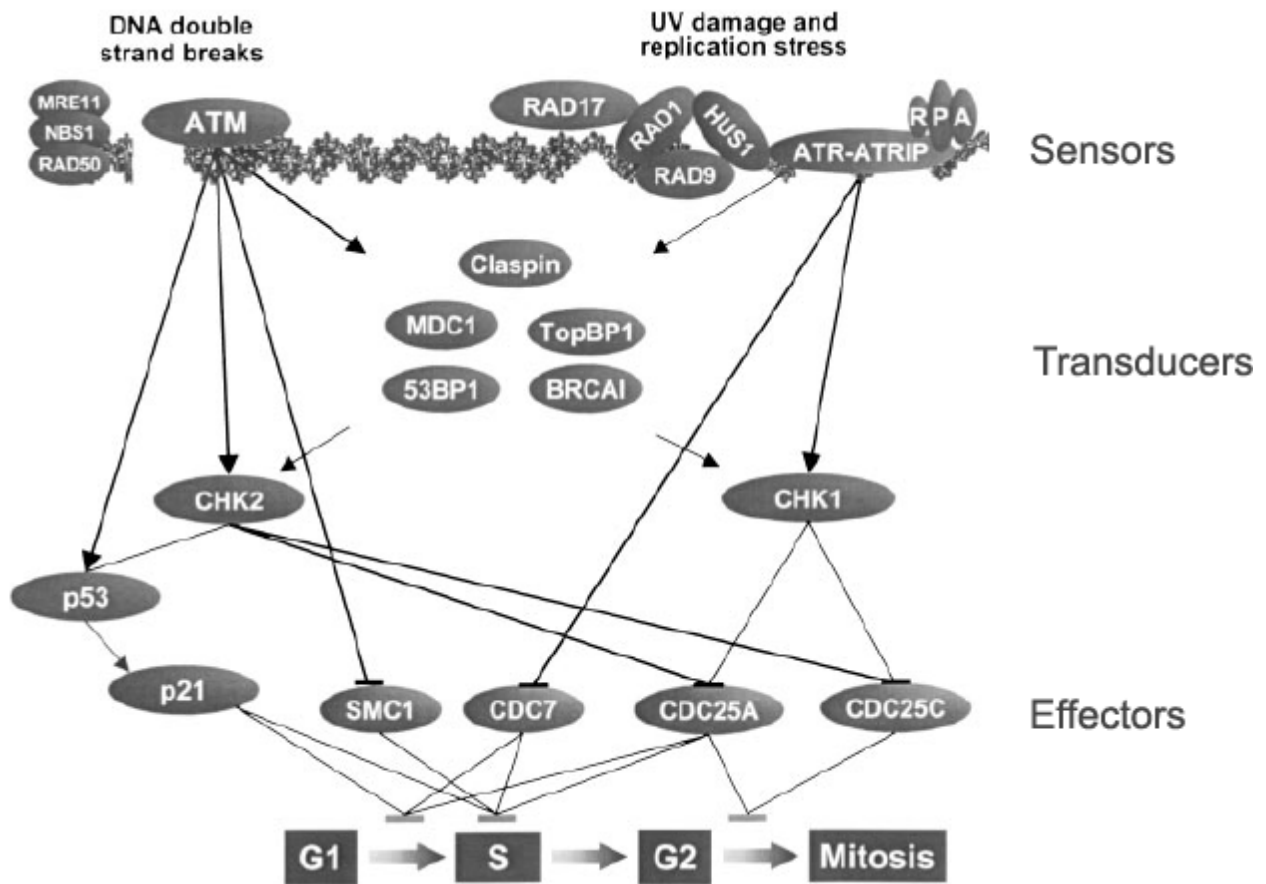 DNA double
strand breaks
UV damage and
replication stress
MRE11
NBS1
RAD50
ATM
RAD17
RAD1
HUS1
RAD9
ATR-ATRIP
R P A
Sensors
Claspin
MDC1
TopBP1
53BP1
BRCAI
Transducers
CHK2
CHK1
p53
p21
SMC1
CDC7
CDC25A
CDC25C
Effectors
G1
S
G2
Mitosis